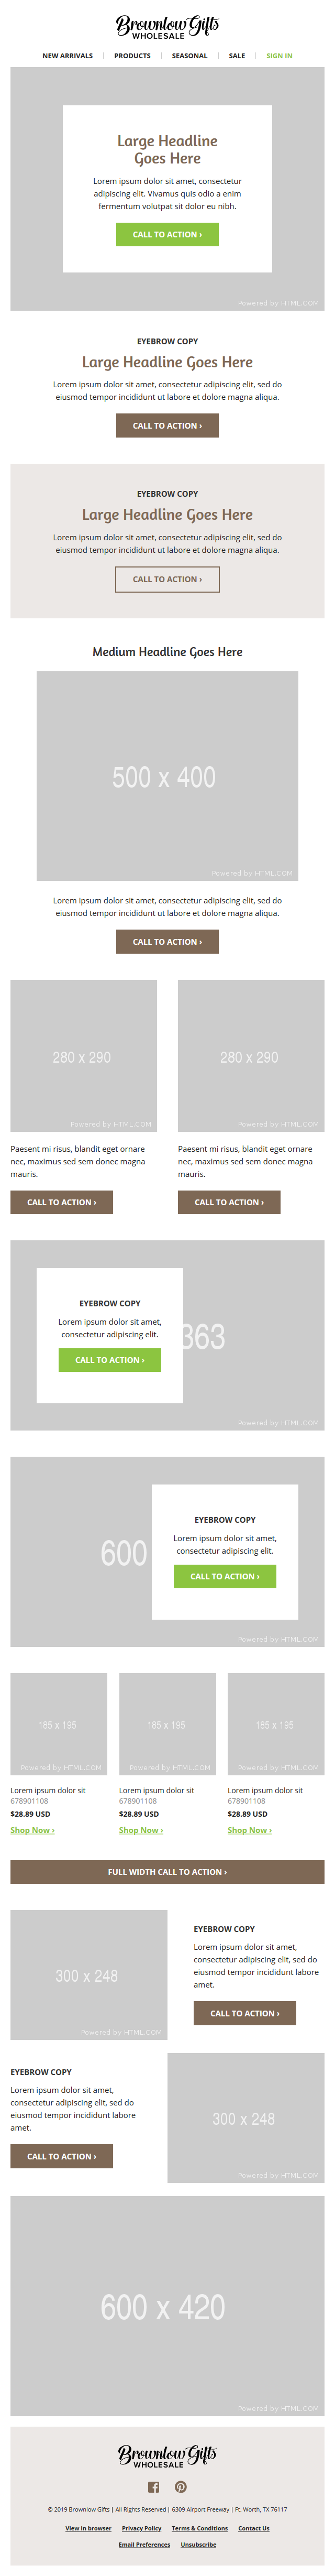 Brownlow Gifts
WHOLESALE
NEW ARRIVALS | PRODUCTS | SEASONAL | SALE | SIGN IN
Large Headline
Goes Here
Lorem ipsum dolor sit amet, consectetur
adipiscing elit. Vivamus quis odio a enim
fermentum volutpat sit dolor eu nibh.
CALL TO ACTION ›
Powered by HTML.COM
EYEBROW COPY
Large Headline Goes Here
Lorem ipsum dolor sit amet, consectetur adipiscing elit, sed do
eiusmod tempor incididunt ut labore et dolore magna aliqua.
CALL TO ACTION ›
EYEBROW COPY
Large Headline Goes Here
Lorem ipsum dolor sit amet, consectetur adipiscing elit, sed do
eiusmod tempor incididunt ut labore et dolore magna aliqua.
CALL TO ACTION ›
Medium Headline Goes Here
500 x 400
Powered by HTML.COM
Lorem ipsum dolor sit amet, consectetur adipiscing elit, sed do
eiusmod tempor incididunt ut labore et dolore magna aliqua.
CALL TO ACTION ›
280 x 290
Powered by HTML.COM
Paesent mi risus, blandit eget ornare
nec, maximus sed sem donec magna
mauris.
CALL TO ACTION ›
280 x 290
Powered by HTML.COM
Paesent mi risus, blandit eget ornare
nec, maximus sed sem donec magna
mauris.
CALL TO ACTION ›
EYEBROW COPY
Lorem ipsum dolor sit amet,
consectetur adipiscing elit.
CALL TO ACTION ›
363
Powered by HTML.COM
600
EYEBROW COPY
Lorem ipsum dolor sit amet,
consectetur adipiscing elit.
CALL TO ACTION ›
Powered by HTML.COM
185 x 195
Powered by HTML.COM
Lorem ipsum dolor sit
678901108
$28.89 USD
Shop Now ›
185 x 195
Powered by HTML.COM
Lorem ipsum dolor sit
678901108
$28.89 USD
Shop Now ›
185 x 195
Powered by HTML.COM
Lorem ipsum dolor sit
678901108
$28.89 USD
Shop Now ›
FULL WIDTH CALL TO ACTION ›
300 x 248
Powered by HTML.COM
EYEBROW COPY
Lorem ipsum dolor sit amet,
consectetur adipiscing elit, sed do
eiusmod tempor incididunt labore
amet.
CALL TO ACTION ›
EYEBROW COPY
Lorem ipsum dolor sit amet,
consectetur adipiscing elit, sed do
eiusmod tempor incididunt labore
amet.
CALL TO ACTION ›
300 x 248
Powered by HTML.COM
600 x 420
Powered by HTML.COM
Brownlow Gifts
WHOLESALE
© 2019 Brownlow Gifts | All Rights Reserved | 6309 Airport Freeway | Ft. Worth, TX 76117
View in browser Privacy Policy Terms & Conditions Contact Us
Email Preferences Unsubscribe